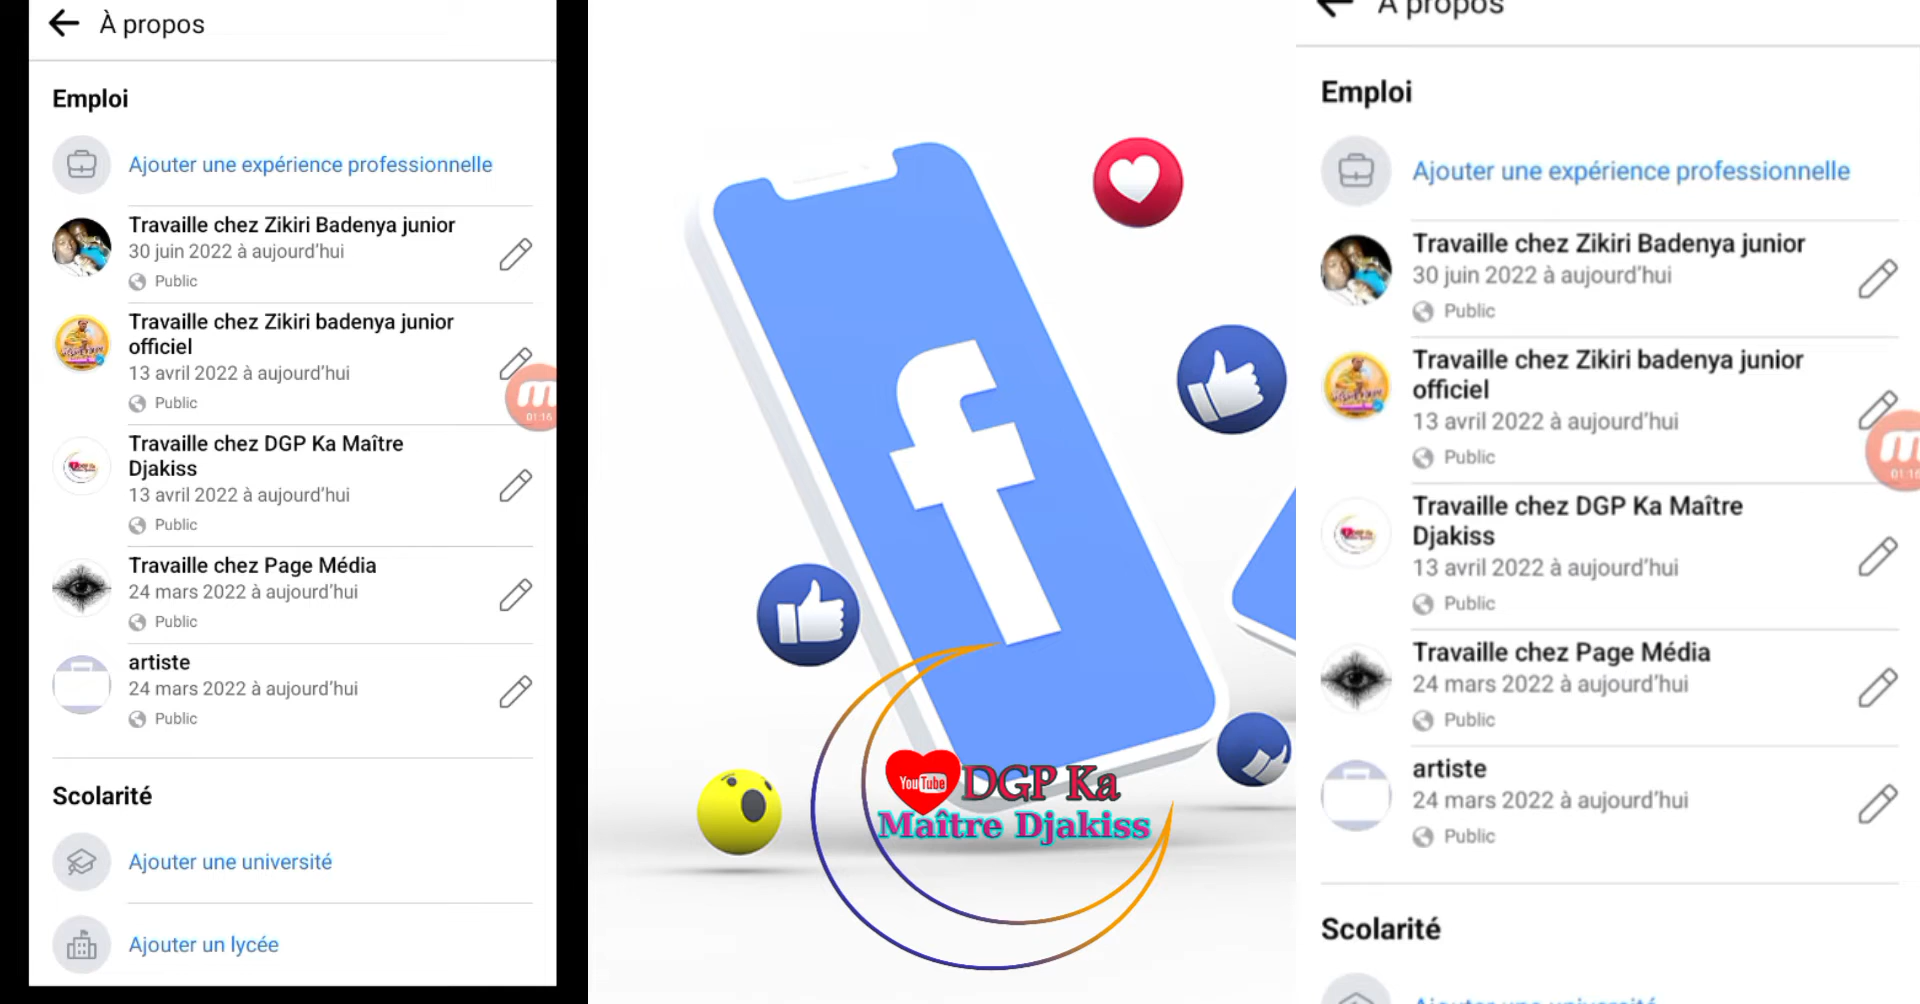 À propos
Emploi
Ajouter une expérience professionnelle
Travaille chez Zikiri Badenya junior
30 juin 2022 à aujourd’hui
Public
Travaille chez Zikiri badenya junior
officiel
13 avril 2022 à aujourd’hui
Public
01:16
Travaille chez DGP Ka Maître
Djakiss
13 avril 2022 à aujourd’hui
Public
Travaille chez Page Média
24 mars 2022 à aujourd’hui
Public
artiste
24 mars 2022 à aujourd’hui
Public
Scolarité
Ajouter une université
Ajouter un lycée
YouTube DGP Ka
Maître Djakiss
À propos
Emploi
Ajouter une expérience professionnelle
Travaille chez Zikiri Badenya junior
30 juin 2022 à aujourd’hui
Public
Travaille chez Zikiri badenya junior
officiel
13 avril 2022 à aujourd’hui
Public
01:16
Travaille chez DGP Ka Maître
Djakiss
13 avril 2022 à aujourd’hui
Public
Travaille chez Page Média
24 mars 2022 à aujourd’hui
Public
artiste
24 mars 2022 à aujourd’hui
Public
Scolarité